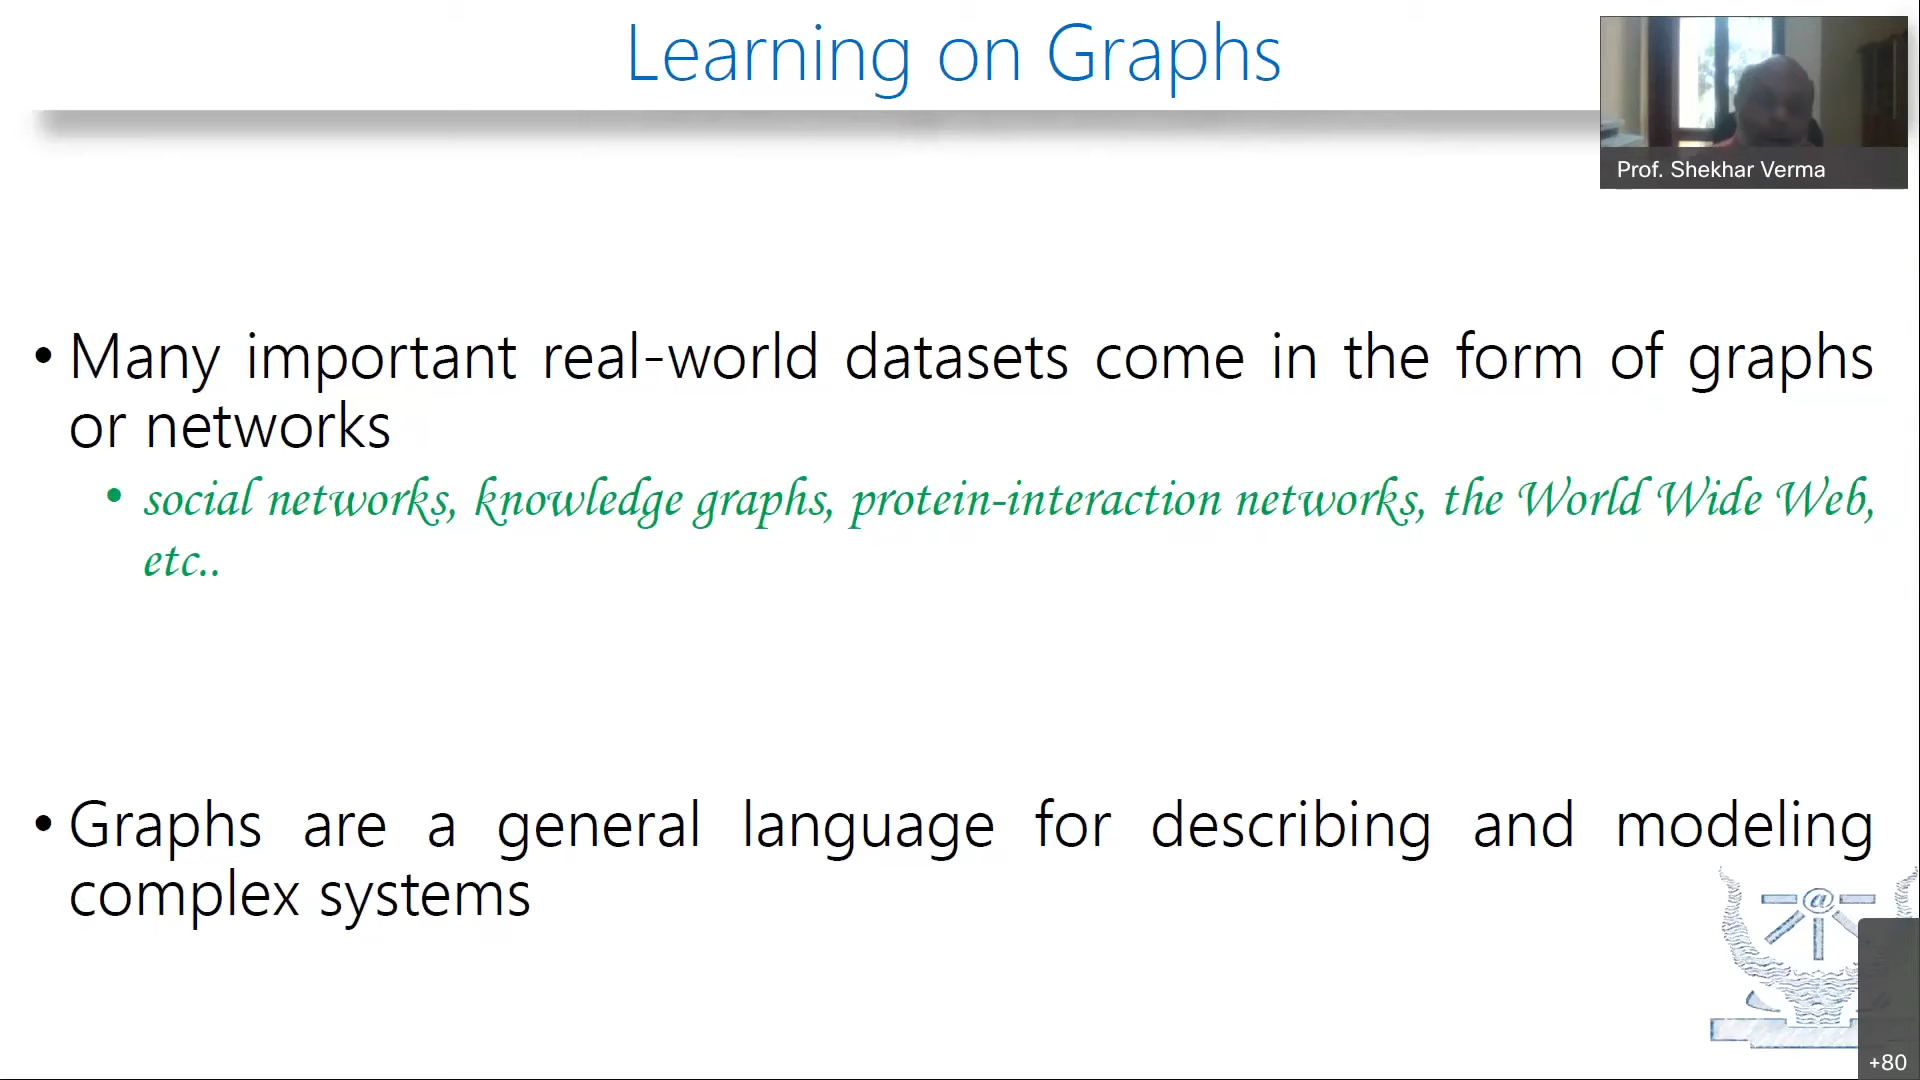 Learning on Graphs
Prof. Shekhar Verma
• Many important real-world datasets come in the form of graphs
or networks
• social networks, knowledge graphs, protein-interaction networks, the World Wide Web,
etc..
• Graphs are a general language for describing and modeling
complex systems
@
+80